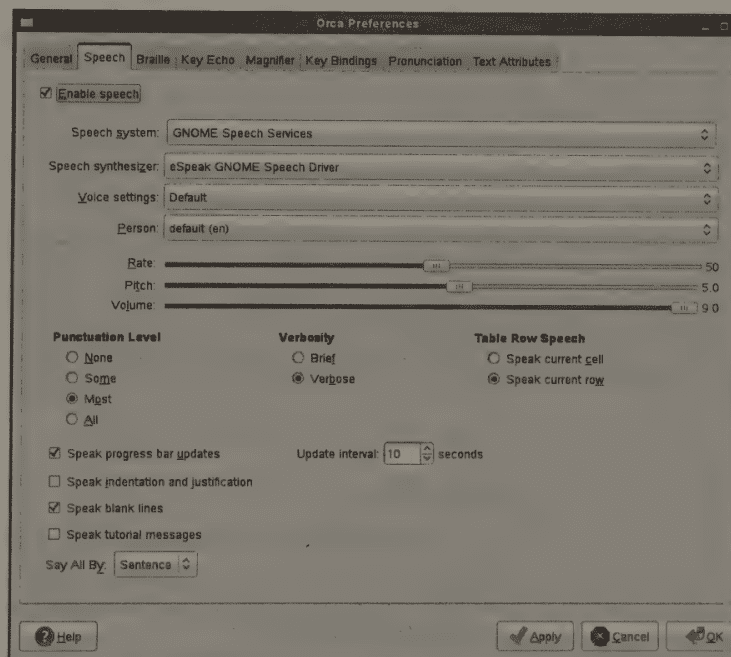 Orca Preferences
General Speech Braille Key Echo Magnifier Key Bindings Pronunciation Text Attributes
Enable speech
Speech system: GNOME Speech Services
Speech synthesizer: eSpeak GNOME Speech Driver
Voice settings: Default
Person: default (en)
Rate: 50
Pitch: 5.0
Volume: 9.0
Punctuation Level Verbosity Table Row Speech
None Brief Speak current cell
Some Verbose Speak current row
Most
All
Speak progress bar updates Update interval: 10 seconds
Speak indentation and justification
Speak blank lines
Speak tutorial messages
Say All By: Sentence
Help Apply Cancel OK